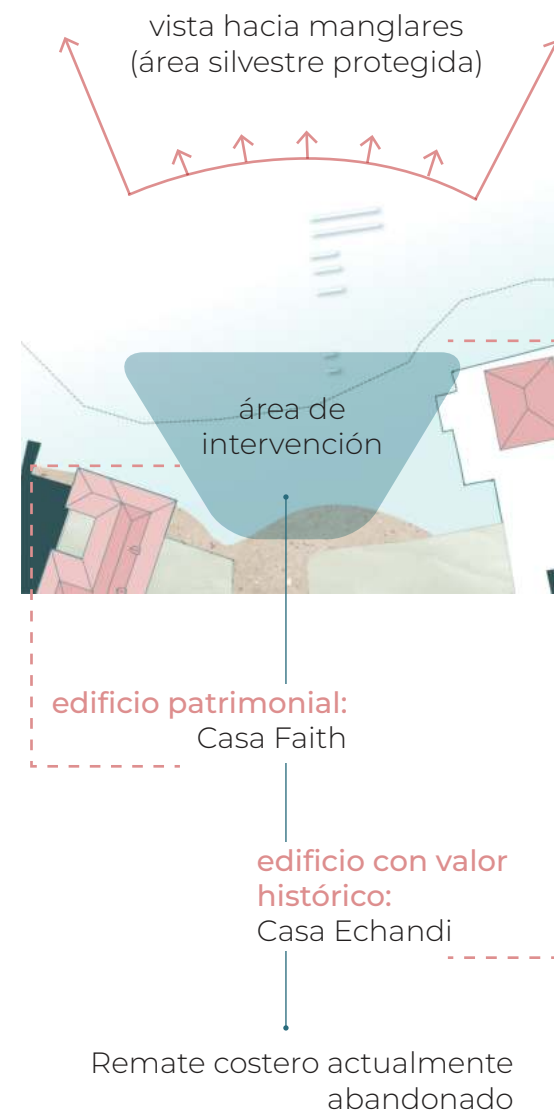 vista hacia manglares
(área silvestre protegida)
área de
intervención
edificio patrimonial:
Casa Faith
edificio con valor
histórico:
Casa Echandi
Remate costero actualmente
abandonado